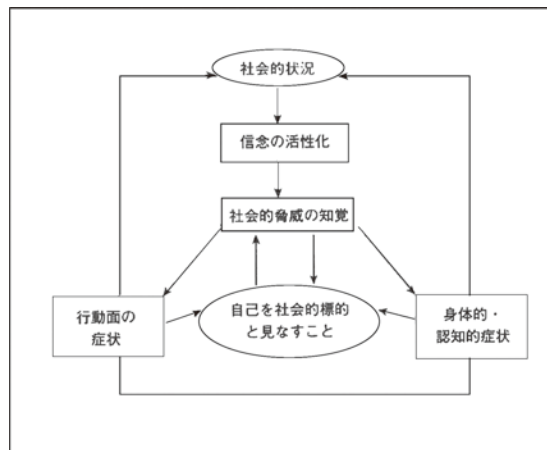 社会的状況
信念の活性化
社会的脅威の知覚
行動面の
症状
自己を社会的標的
と見なすこと
身体的・
認知的症状